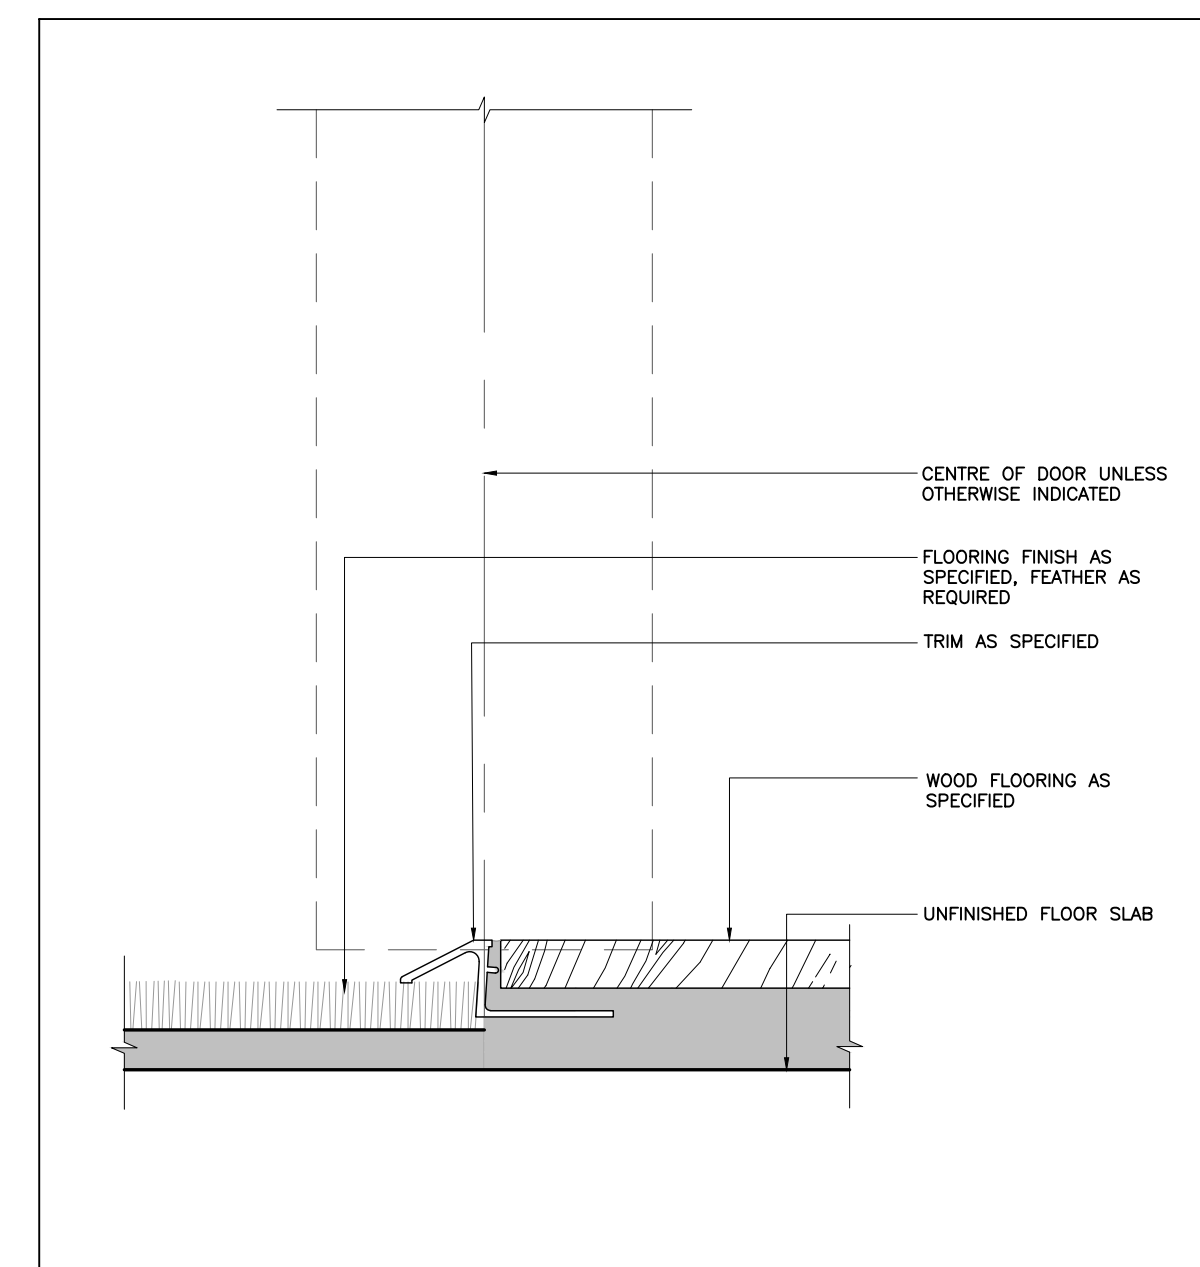 CENTRE OF DOOR UNLESS
OTHERWISE INDICATED
FLOORING FINISH AS
SPECIFIED, FEATHER AS
REQUIRED
TRIM AS SPECIFIED
WOOD FLOORING AS
SPECIFIED
UNFINISHED FLOOR SLAB